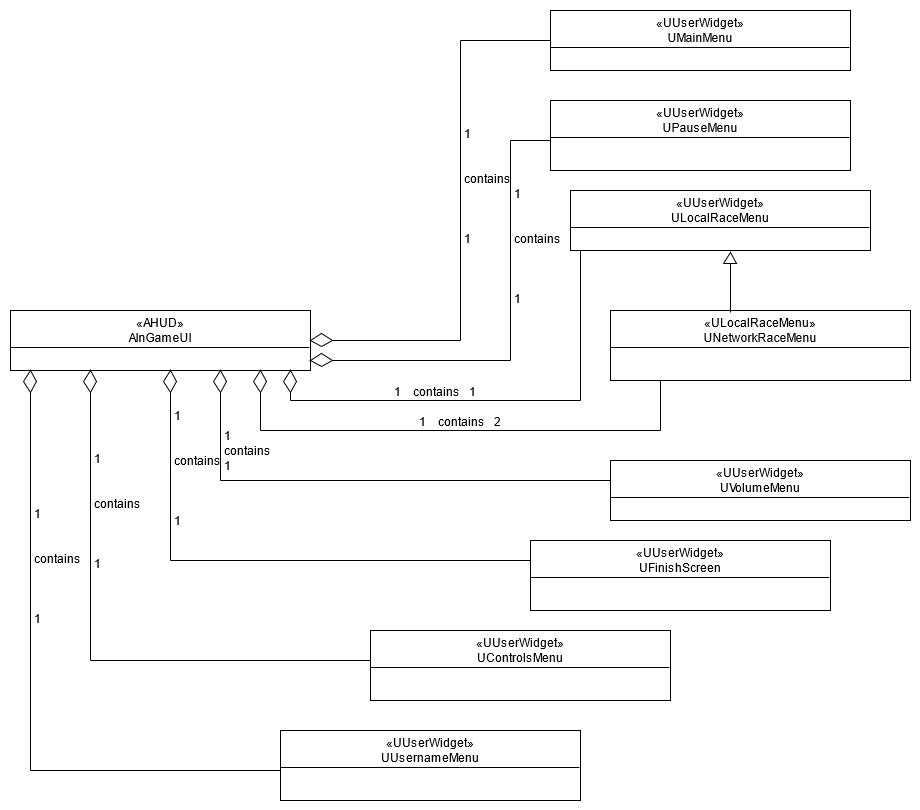 «UUserWidget»
UMainMenu
«UUserWidget»
UPauseMenu
1
contains
1
1
contains
1
«UUserWidget»
ULocalRaceMenu
«AHUD»
AInGameUI
«ULocalRaceMenu»
UNetworkRaceMenu
1 contains 1
1 contains 2
1
contains
1
1
contains
1
1
contains
1
1
contains
1
«UUserWidget»
UVolumeMenu
«UUserWidget»
UFinishScreen
«UUserWidget»
UControlsMenu
«UUserWidget»
UUsernameMenu